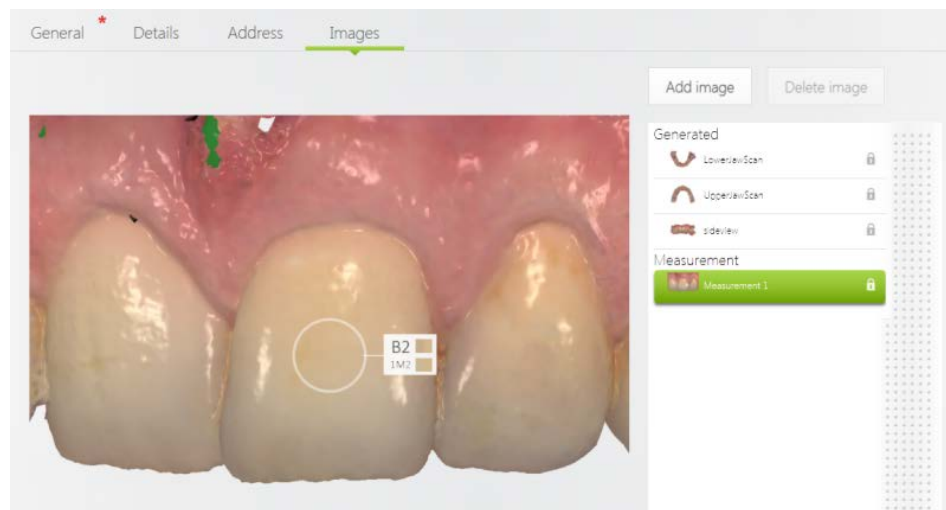 General * Details Address Images
Add image Delete image
Generated
LowerJawScan
UpperJawScan
sideview
Measurement
Measurement 1
B2
1M2